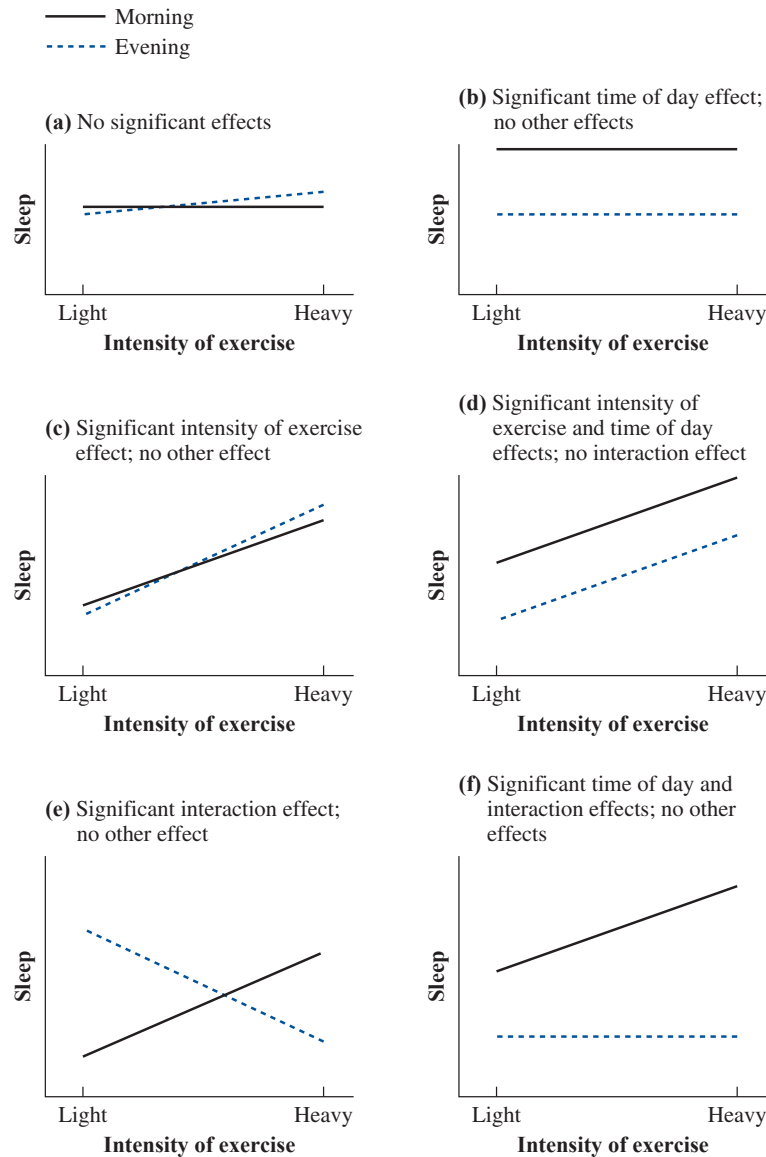 Morning
Evening
(a) No significant effects
Sleep
Light
Heavy
Intensity of exercise
(b) Significant time of day effect;
no other effects
Sleep
Light
Heavy
Intensity of exercise
(c) Significant intensity of exercise
effect; no other effect
Sleep
Light
Heavy
Intensity of exercise
(d) Significant intensity of
exercise and time of day
effects; no interaction effect
Sleep
Light
Heavy
Intensity of exercise
(e) Significant interaction effect;
no other effect
Sleep
Light
Heavy
Intensity of exercise
(f) Significant time of day and
interaction effects; no other
effects
Sleep
Light
Heavy
Intensity of exercise